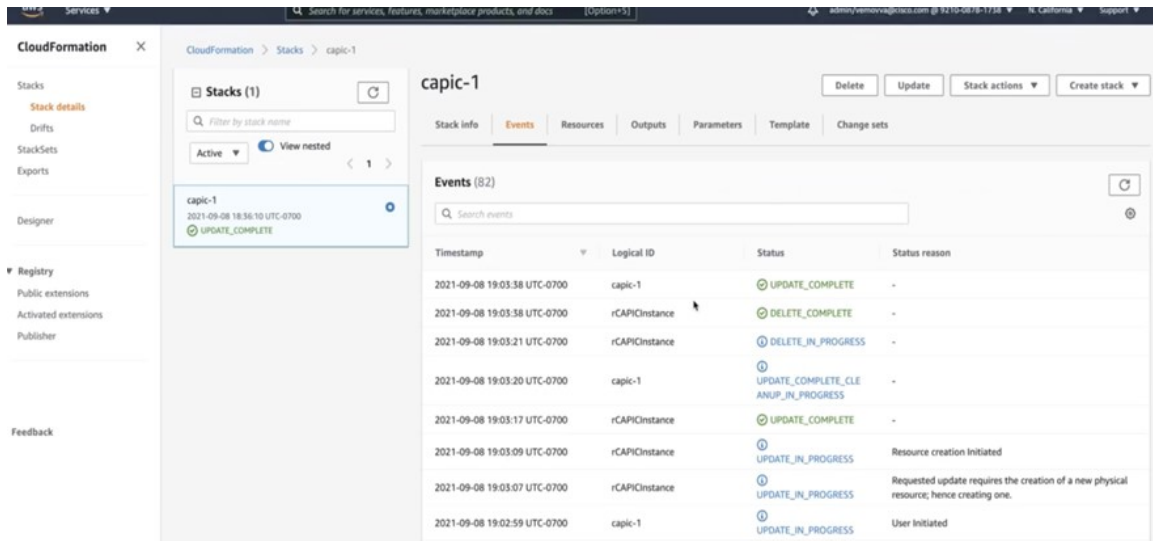 aws Services ▼ Search for services, features, marketplace products, and docs [Option+S] admin/vemovva@cisco.com @ 9210-0878-1738 ▼ N. California ▼ Support ▼
CloudFormation ×
CloudFormation > Stacks > capic-1
Stacks
Stack details
Drifts
StackSets
Exports
Designer
Registry
Public extensions
Activated extensions
Publisher
Feedback
Stacks (1)
Filter by stack name
Active ▼ View nested
< 1 >
capic-1
2021-09-08 18:36:10 UTC-0700
UPDATE_COMPLETE
capic-1
Delete Update Stack actions ▼ Create stack ▼
Stack info Events Resources Outputs Parameters Template Change sets
Events (82)
Search events
Timestamp Logical ID Status Status reason
2021-09-08 19:03:38 UTC-0700 capic-1 UPDATE_COMPLETE -
2021-09-08 19:03:38 UTC-0700 rCAPICInstance DELETE_COMPLETE -
2021-09-08 19:03:21 UTC-0700 rCAPICInstance DELETE_IN_PROGRESS -
2021-09-08 19:03:20 UTC-0700 capic-1 UPDATE_COMPLETE_CLE
ANUP_IN_PROGRESS -
2021-09-08 19:03:17 UTC-0700 rCAPICInstance UPDATE_COMPLETE -
2021-09-08 19:03:09 UTC-0700 rCAPICInstance UPDATE_IN_PROGRESS Resource creation Initiated
2021-09-08 19:03:07 UTC-0700 rCAPICInstance UPDATE_IN_PROGRESS Requested update requires the creation of a new physical
resource; hence creating one.
2021-09-08 19:02:59 UTC-0700 capic-1 UPDATE_IN_PROGRESS User Initiated